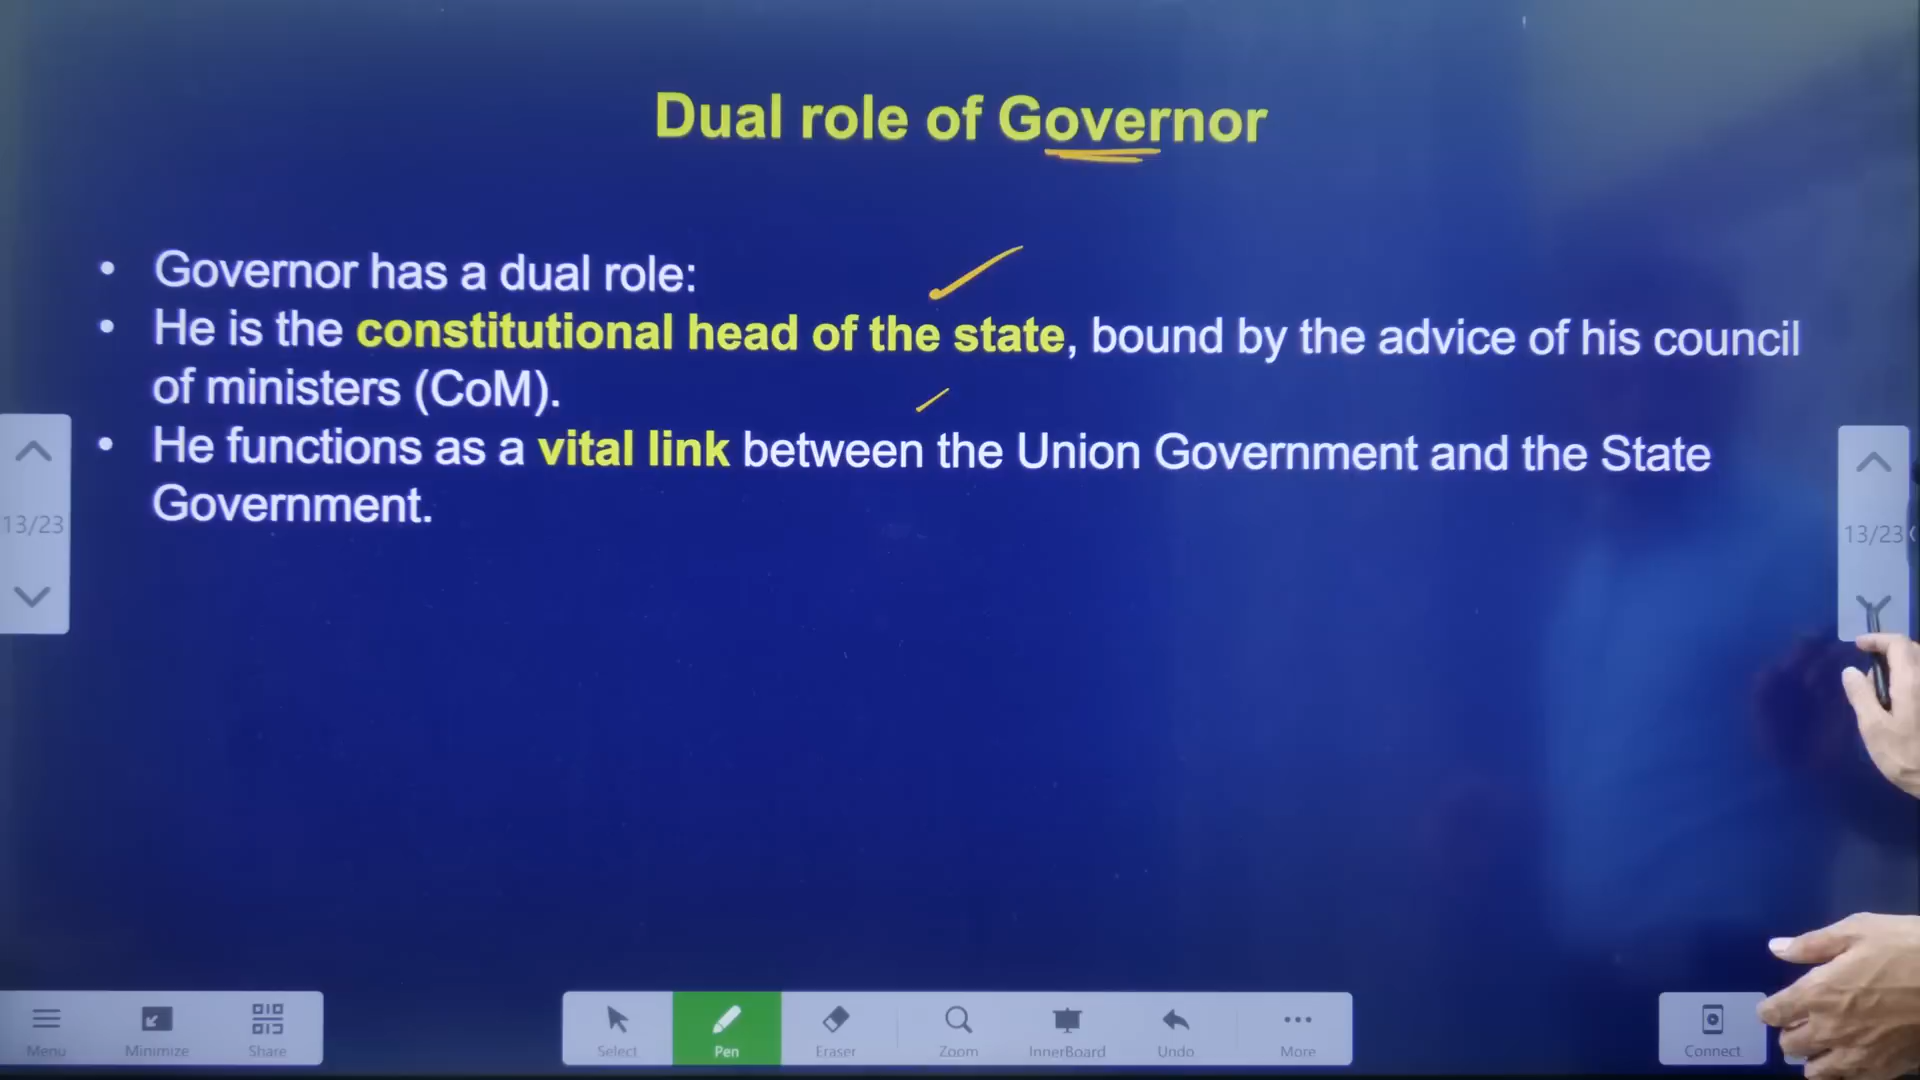 Dual role of Governor
• Governor has a dual role:
• He is the constitutional head of the state, bound by the advice of his council
of ministers (CoM).
• He functions as a vital link between the Union Government and the State
Government.
13/23
13/23
Menu
Minimize
Share
Select
Pen
Eraser
Zoom
InnerBoard
Undo
More
Connect